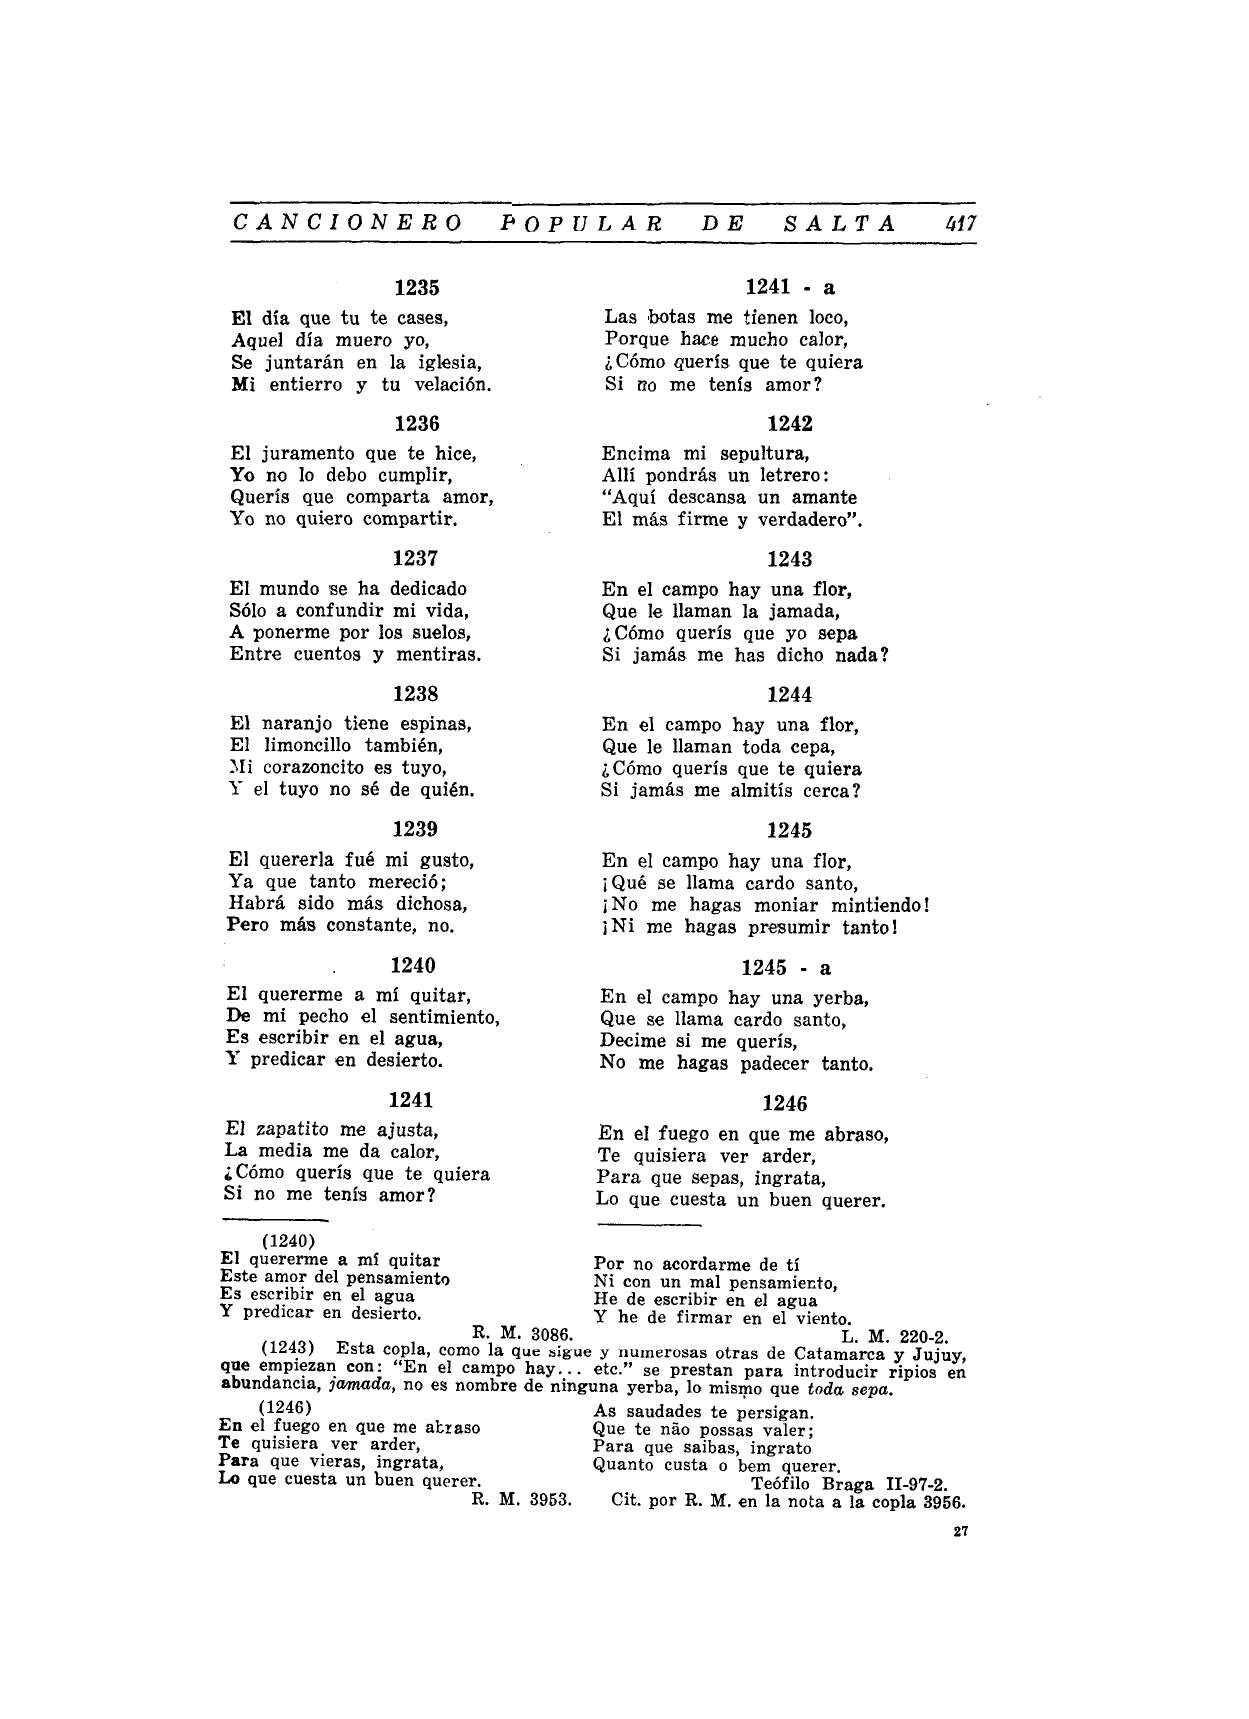 CANCIONERO POPULAR DE SALTA 417
1235
El día que tu te cases,
Aquel día muero yo,
Se juntarán en la iglesia,
Mi entierro y tu velación.
1236
El juramento que te hice,
Yo no lo debo cumplir,
Querís que comparta amor,
Yo no quiero compartir.
1237
El mundo se ha dedicado
Sólo a confundir mi vida,
A ponerme por los suelos,
Entre cuentos y mentiras.
1238
El naranjo tiene espinas,
El limoncillo también,
Mi corazoncito es tuyo,
Y el tuyo no sé de quién.
1239
El quererla fué mi gusto,
Ya que tanto mereció;
Habrá sido más dichosa,
Pero más constante, no.
1240
El quererme a mí quitar,
De mi pecho el sentimiento,
Es escribir en el agua,
Y predicar en desierto.
1241
El zapatito me ajusta,
La media me da calor,
¿Cómo querís que te quiera
Si no me tenís amor?
1241 - a
Las botas me tienen loco,
Porque hace mucho calor,
¿Cómo querís que te quiera
Si no me tenís amor?
1242
Encima mi sepultura,
Allí pondrás un letrero:
“Aquí descansa un amante
El más firme y verdadero”.
1243
En el campo hay una flor,
Que le llaman la jamada,
¿Cómo querís que yo sepa
Si jamás me has dicho nada?
1244
En el campo hay una flor,
Que le llaman toda cepa,
¿Cómo querís que te quiera
Si jamás me almitís cerca?
1245
En el campo hay una flor,
¡Qué se llama cardo santo,
¡No me hagas moniar mintiendo!
¡Ni me hagas presumir tanto!
1245 - a
En el campo hay una yerba,
Que se llama cardo santo,
Decime si me querís,
No me hagas padecer tanto.
1246
En el fuego en que me abraso,
Te quisiera ver arder,
Para que sepas, ingrata,
Lo que cuesta un buen querer.
(1240)
El quererme a mí quitar
Este amor del pensamiento
Es escribir en el agua
Y predicar en desierto.
R. M. 3086.
Por no acordarme de tí
Ni con un mal pensamiento,
He de escribir en el agua
Y he de firmar en el viento.
L. M. 220-2.
(1243) Esta copla, como la que sigue y numerosas otras de Catamarca y Jujuy,
que empiezan con: “En el campo hay... etc.” se prestan para introducir ripios en
abundancia, jamada, no es nombre de ninguna yerba, lo mismo que toda sepa.
(1246)
En el fuego en que me abraso
Te quisiera ver arder,
Para que vieras, ingrata,
Lo que cuesta un buen querer.
R. M. 3953.
As saudades te persigan.
Que te não possas valer;
Para que saibas, ingrato
Quanto custa o bem querer.
Teófilo Braga II-97-2.
Cit. por R. M. en la nota a la copla 3956.
27